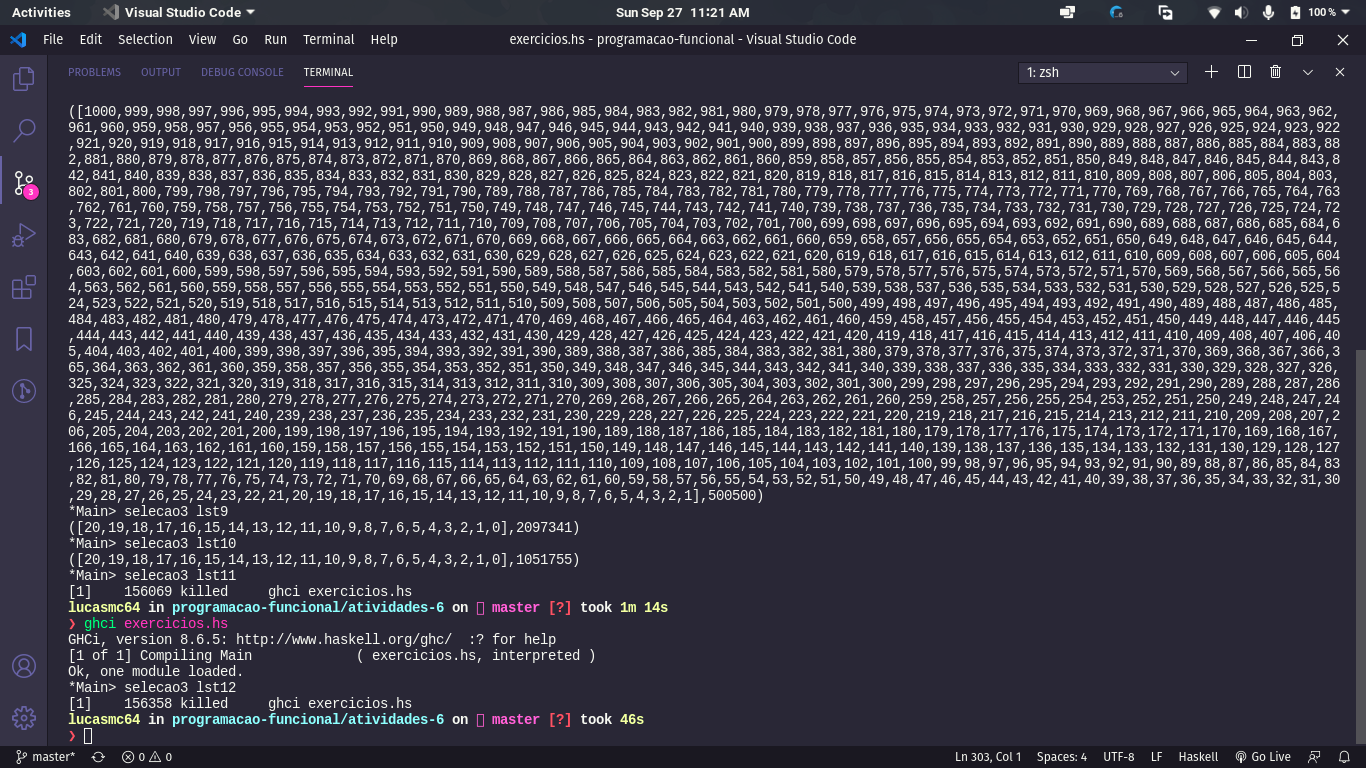 Activities
Visual Studio Code
Sun Sep 27 11:21 AM
100 %
File Edit Selection View Go Run Terminal Help
exercicios.hs - programacao-funcional - Visual Studio Code
PROBLEMS OUTPUT DEBUG CONSOLE TERMINAL
1: zsh
([1000,999,998,997,996,995,994,993,992,991,990,989,988,987,986,985,984,983,982,981,980,979,978,977,976,975,974,973,972,971,970,969,968,967,966,965,964,963,962,
961,960,959,958,957,956,955,954,953,952,951,950,949,948,947,946,945,944,943,942,941,940,939,938,937,936,935,934,933,932,931,930,929,928,927,926,925,924,923,922
,921,920,919,918,917,916,915,914,913,912,911,910,909,908,907,906,905,904,903,902,901,900,899,898,897,896,895,894,893,892,891,890,889,888,887,886,885,884,883,88
2,881,880,879,878,877,876,875,874,873,872,871,870,869,868,867,866,865,864,863,862,861,860,859,858,857,856,855,854,853,852,851,850,849,848,847,846,845,844,843,8
42,841,840,839,838,837,836,835,834,833,832,831,830,829,828,827,826,825,824,823,822,821,820,819,818,817,816,815,814,813,812,811,810,809,808,807,806,805,804,803,
802,801,800,799,798,797,796,795,794,793,792,791,790,789,788,787,786,785,784,783,782,781,780,779,778,777,776,775,774,773,772,771,770,769,768,767,766,765,764,763
,762,761,760,759,758,757,756,755,754,753,752,751,750,749,748,747,746,745,744,743,742,741,740,739,738,737,736,735,734,733,732,731,730,729,728,727,726,725,724,72
3,722,721,720,719,718,717,716,715,714,713,712,711,710,709,708,707,706,705,704,703,702,701,700,699,698,697,696,695,694,693,692,691,690,689,688,687,686,685,684,6
83,682,681,680,679,678,677,676,675,674,673,672,671,670,669,668,667,666,665,664,663,662,661,660,659,658,657,656,655,654,653,652,651,650,649,648,647,646,645,644,
643,642,641,640,639,638,637,636,635,634,633,632,631,630,629,628,627,626,625,624,623,622,621,620,619,618,617,616,615,614,613,612,611,610,609,608,607,606,605,604
,603,602,601,600,599,598,597,596,595,594,593,592,591,590,589,588,587,586,585,584,583,582,581,580,579,578,577,576,575,574,573,572,571,570,569,568,567,566,565,56
4,563,562,561,560,559,558,557,556,555,554,553,552,551,550,549,548,547,546,545,544,543,542,541,540,539,538,537,536,535,534,533,532,531,530,529,528,527,526,525,5
24,523,522,521,520,519,518,517,516,515,514,513,512,511,510,509,508,507,506,505,504,503,502,501,500,499,498,497,496,495,494,493,492,491,490,489,488,487,486,485,
484,483,482,481,480,479,478,477,476,475,474,473,472,471,470,469,468,467,466,465,464,463,462,461,460,459,458,457,456,455,454,453,452,451,450,449,448,447,446,445
,444,443,442,441,440,439,438,437,436,435,434,433,432,431,430,429,428,427,426,425,424,423,422,421,420,419,418,417,416,415,414,413,412,411,410,409,408,407,406,40
5,404,403,402,401,400,399,398,397,396,395,394,393,392,391,390,389,388,387,386,385,384,383,382,381,380,379,378,377,376,375,374,373,372,371,370,369,368,367,366,3
65,364,363,362,361,360,359,358,357,356,355,354,353,352,351,350,349,348,347,346,345,344,343,342,341,340,339,338,337,336,335,334,333,332,331,330,329,328,327,326,
325,324,323,322,321,320,319,318,317,316,315,314,313,312,311,310,309,308,307,306,305,304,303,302,301,300,299,298,297,296,295,294,293,292,291,290,289,288,287,286
,285,284,283,282,281,280,279,278,277,276,275,274,273,272,271,270,269,268,267,266,265,264,263,262,261,260,259,258,257,256,255,254,253,252,251,250,249,248,247,24
6,245,244,243,242,241,240,239,238,237,236,235,234,233,232,231,230,229,228,227,226,225,224,223,222,221,220,219,218,217,216,215,214,213,212,211,210,209,208,207,2
06,205,204,203,202,201,200,199,198,197,196,195,194,193,192,191,190,189,188,187,186,185,184,183,182,181,180,179,178,177,176,175,174,173,172,171,170,169,168,167,
166,165,164,163,162,161,160,159,158,157,156,155,154,153,152,151,150,149,148,147,146,145,144,143,142,141,140,139,138,137,136,135,134,133,132,131,130,129,128,127
,126,125,124,123,122,121,120,119,118,117,116,115,114,113,112,111,110,109,108,107,106,105,104,103,102,101,100,99,98,97,96,95,94,93,92,91,90,89,88,87,86,85,84,83
,82,81,80,79,78,77,76,75,74,73,72,71,70,69,68,67,66,65,64,63,62,61,60,59,58,57,56,55,54,53,52,51,50,49,48,47,46,45,44,43,42,41,40,39,38,37,36,35,34,33,32,31,30
,29,28,27,26,25,24,23,22,21,20,19,18,17,16,15,14,13,12,11,10,9,8,7,6,5,4,3,2,1],500500)
*Main> selecao3 lst9
([20,19,18,17,16,15,14,13,12,11,10,9,8,7,6,5,4,3,2,1,0],2097341)
*Main> selecao3 lst10
([20,19,18,17,16,15,14,13,12,11,10,9,8,7,6,5,4,3,2,1,0],1051755)
*Main> selecao3 lst11
[1]    156069 killed     ghci exercicios.hs
lucasmc64 in programacao-funcional/atividades-6 on master [?] took 1m 14s
❯ ghci exercicios.hs
GHCi, version 8.6.5: http://www.haskell.org/ghc/  :? for help
[1 of 1] Compiling Main             ( exercicios.hs, interpreted )
Ok, one module loaded.
*Main> selecao3 lst12
[1]    156358 killed     ghci exercicios.hs
lucasmc64 in programacao-funcional/atividades-6 on master [?] took 46s
❯
3
master* 0 0 Ln 303, Col 1 Spaces: 4 UTF-8 LF Haskell Go Live